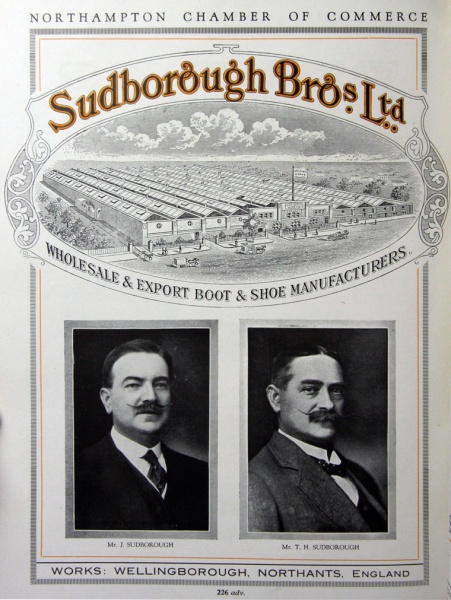 NORTHAMPTON CHAMBER OF COMMERCE
Sudborough Bros. Ltd.
WHOLESALE & EXPORT BOOT & SHOE MANUFACTURERS.
Mr. J. SUDBOROUGH
Mr. T. H. SUDBOROUGH
WORKS: WELLINGBOROUGH, NORTHANTS, ENGLAND
226 adv.